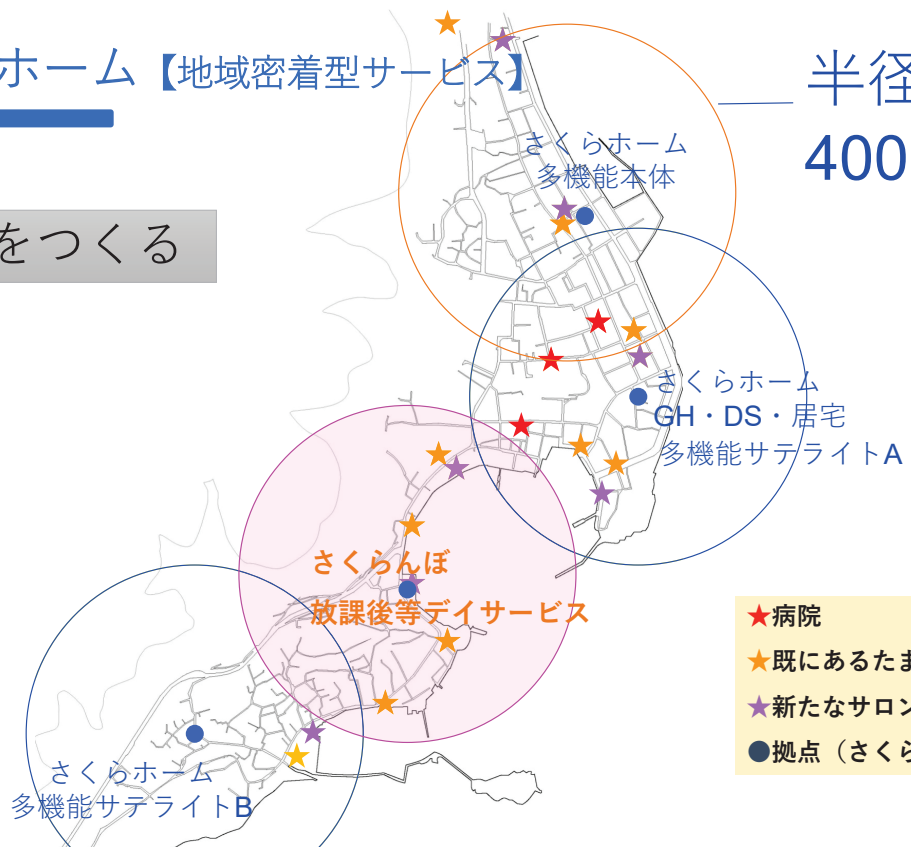 ホーム【地域密着型サービス】
半径
400
をつくる
さくらホーム
多機能本体
さくらホーム
GH・DS・居宅
多機能サテライトA
さくらんぼ
放課後等デイサービス
さくらホーム
多機能サテライトB
★病院
★既にあるたま
★新たなサロン
●拠点（さくら